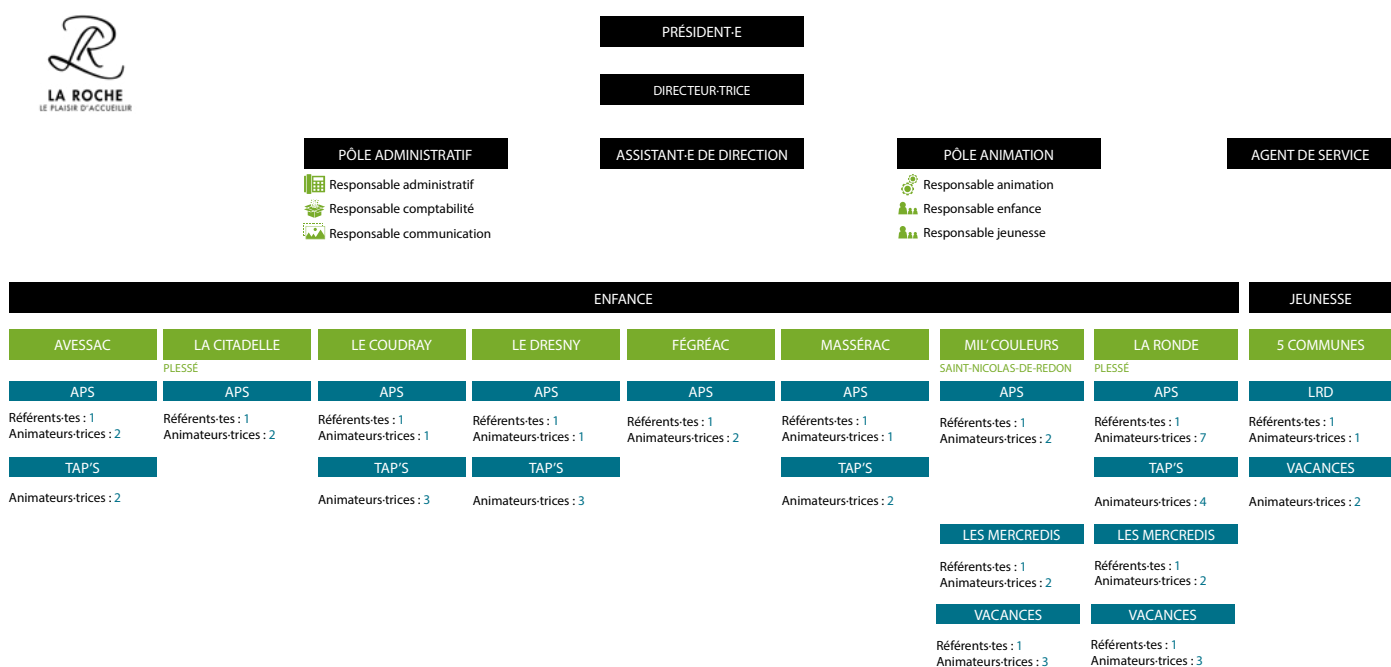 LA ROCHE
LE PLAISIR D'ACCUEILLIR
PRÉSIDENT·E
DIRECTEUR·TRICE
PÔLE ADMINISTRATIF
Responsable administratif
Responsable comptabilité
Responsable communication
ASSISTANT·E DE DIRECTION
PÔLE ANIMATION
Responsable animation
Responsable enfance
Responsable jeunesse
AGENT DE SERVICE
ENFANCE
AVESSAC
APS
Référents·tes : 1
Animateurs·trices : 2
TAP'S
Animateurs·trices : 2
LA CITADELLE
PLESSÉ
APS
Référents·tes : 1
Animateurs·trices : 2
LE COUDRAY
APS
Référents·tes : 1
Animateurs·trices : 1
TAP'S
Animateurs·trices : 3
LE DRESNY
APS
Référents·tes : 1
Animateurs·trices : 1
TAP'S
Animateurs·trices : 3
FÉGRÉAC
APS
Référents·tes : 1
Animateurs·trices : 2
MASSÉRAC
APS
Référents·tes : 1
Animateurs·trices : 1
TAP'S
Animateurs·trices : 2
MIL' COULEURS
SAINT-NICOLAS-DE-REDON
APS
Référents·tes : 1
Animateurs·trices : 2
LES MERCREDIS
Référents·tes : 1
Animateurs·trices : 2
VACANCES
Référents·tes : 1
Animateurs·trices : 3
LA RONDE
PLESSÉ
APS
Référents·tes : 1
Animateurs·trices : 7
TAP'S
Animateurs·trices : 4
LES MERCREDIS
Référents·tes : 1
Animateurs·trices : 2
VACANCES
Référents·tes : 1
Animateurs·trices : 3
JEUNESSE
5 COMMUNES
LRD
Référents·tes : 1
Animateurs·trices : 1
VACANCES
Animateurs·trices : 2